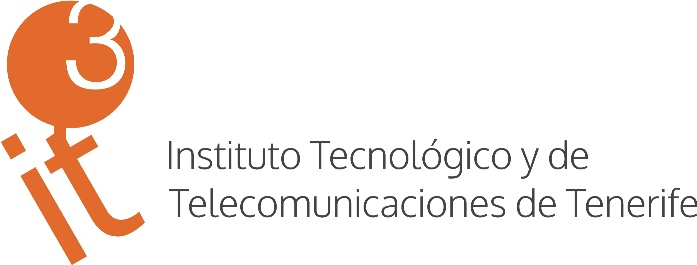 3
it
Instituto Tecnológico y de
Telecomunicaciones de Tenerife